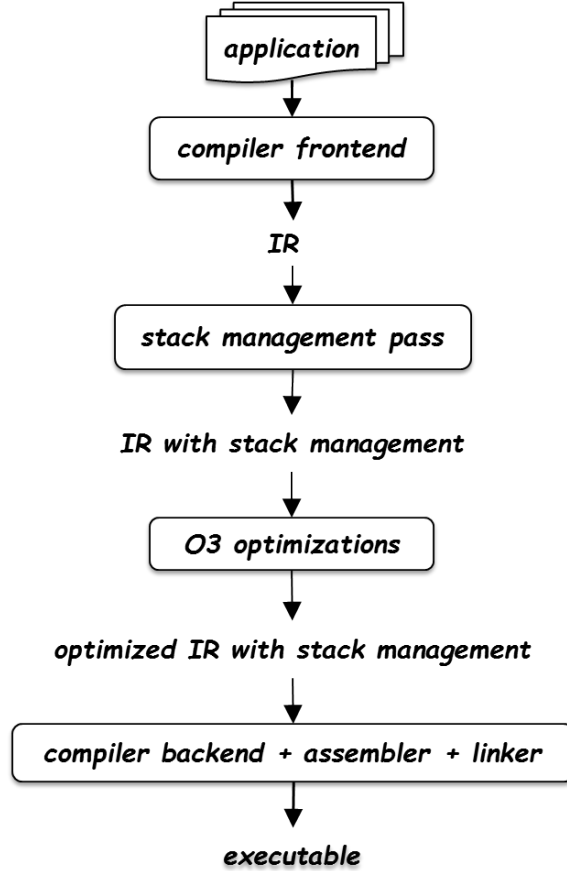 application
compiler frontend
IR
stack management pass
IR with stack management
O3 optimizations
optimized IR with stack management
compiler backend + assembler + linker
executable